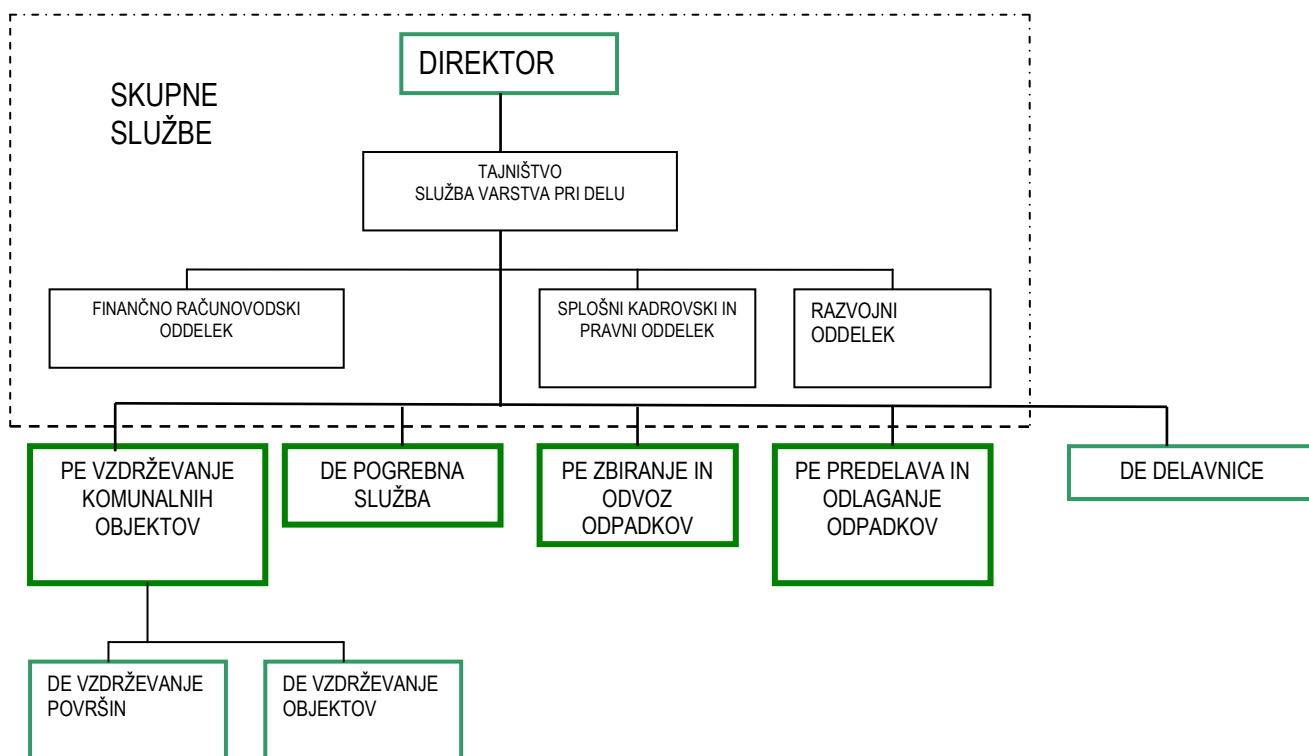 DIREKTOR
SKUPNE
SLUŽBE
TAJNIŠTVO
SLUŽBA VARSTVA PRI DELU
FINANČNO RAČUNOVODSKI
ODDELEK
SPLOŠNI KADROVSKI IN
PRAVNI ODDELEK
RAZVOJNI
ODDELEK
PE VZDRŽEVANJE
KOMUNALNIH
OBJEKTOV
DE POGREBNA
SLUŽBA
PE ZBIRANJE IN
ODVOZ
ODPADKOV
PE PREDELAVA IN
ODLAGANJE
ODPADKOV
DE DELAVNICE
DE VZDRŽEVANJE
POVRŠIN
DE VZDRŽEVANJE
OBJEKTOV